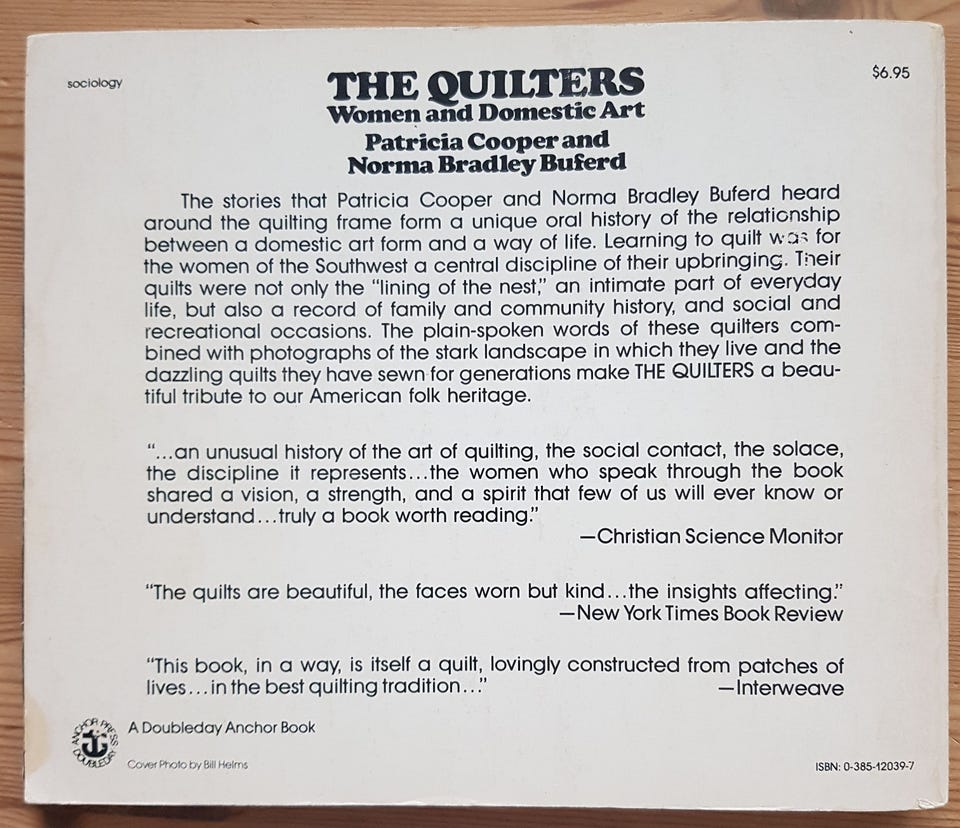 sociology
$6.95
THE QUILTERS
Women and Domestic Art
Patricia Cooper and
Norma Bradley Buferd
The stories that Patricia Cooper and Norma Bradley Buferd heard
around the quilting frame form a unique oral history of the relationship
between a domestic art form and a way of life. Learning to quilt was for
the women of the Southwest a central discipline of their upbringing. Their
quilts were not only the “lining of the nest,” an intimate part of everyday
life, but also a record of family and community history, and social and
recreational occasions. The plain-spoken words of these quilters com-
bined with photographs of the stark landscape in which they live and the
dazzling quilts they have sewn for generations make THE QUILTERS a beau-
tiful tribute to our American folk heritage.
“...an unusual history of the art of quilting, the social contact, the solace,
the discipline it represents...the women who speak through the book
shared a vision, a strength, and a spirit that few of us will ever know or
understand...truly a book worth reading.”
—Christian Science Monitor
“The quilts are beautiful, the faces worn but kind...the insights affecting.”
—New York Times Book Review
“This book, in a way, is itself a quilt, lovingly constructed from patches of
lives...in the best quilting tradition...”
—Interweave
ANCHOR PRESS
DOUBLEDAY
A Doubleday Anchor Book
Cover Photo by Bill Helms
ISBN: 0-385-12039-7